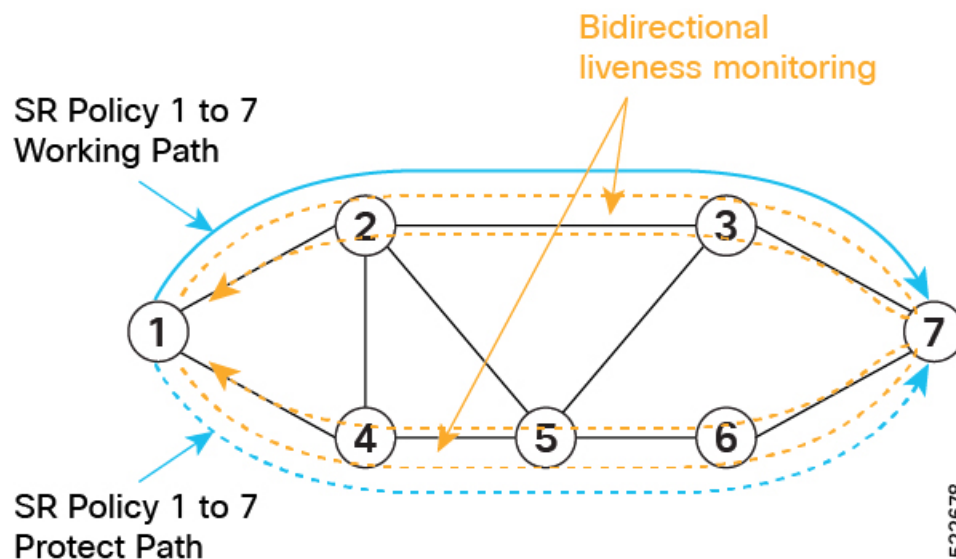 Bidirectional
liveness monitoring
SR Policy 1 to 7
Working Path
2
3
1
7
4
5
6
SR Policy 1 to 7
Protect Path
522678